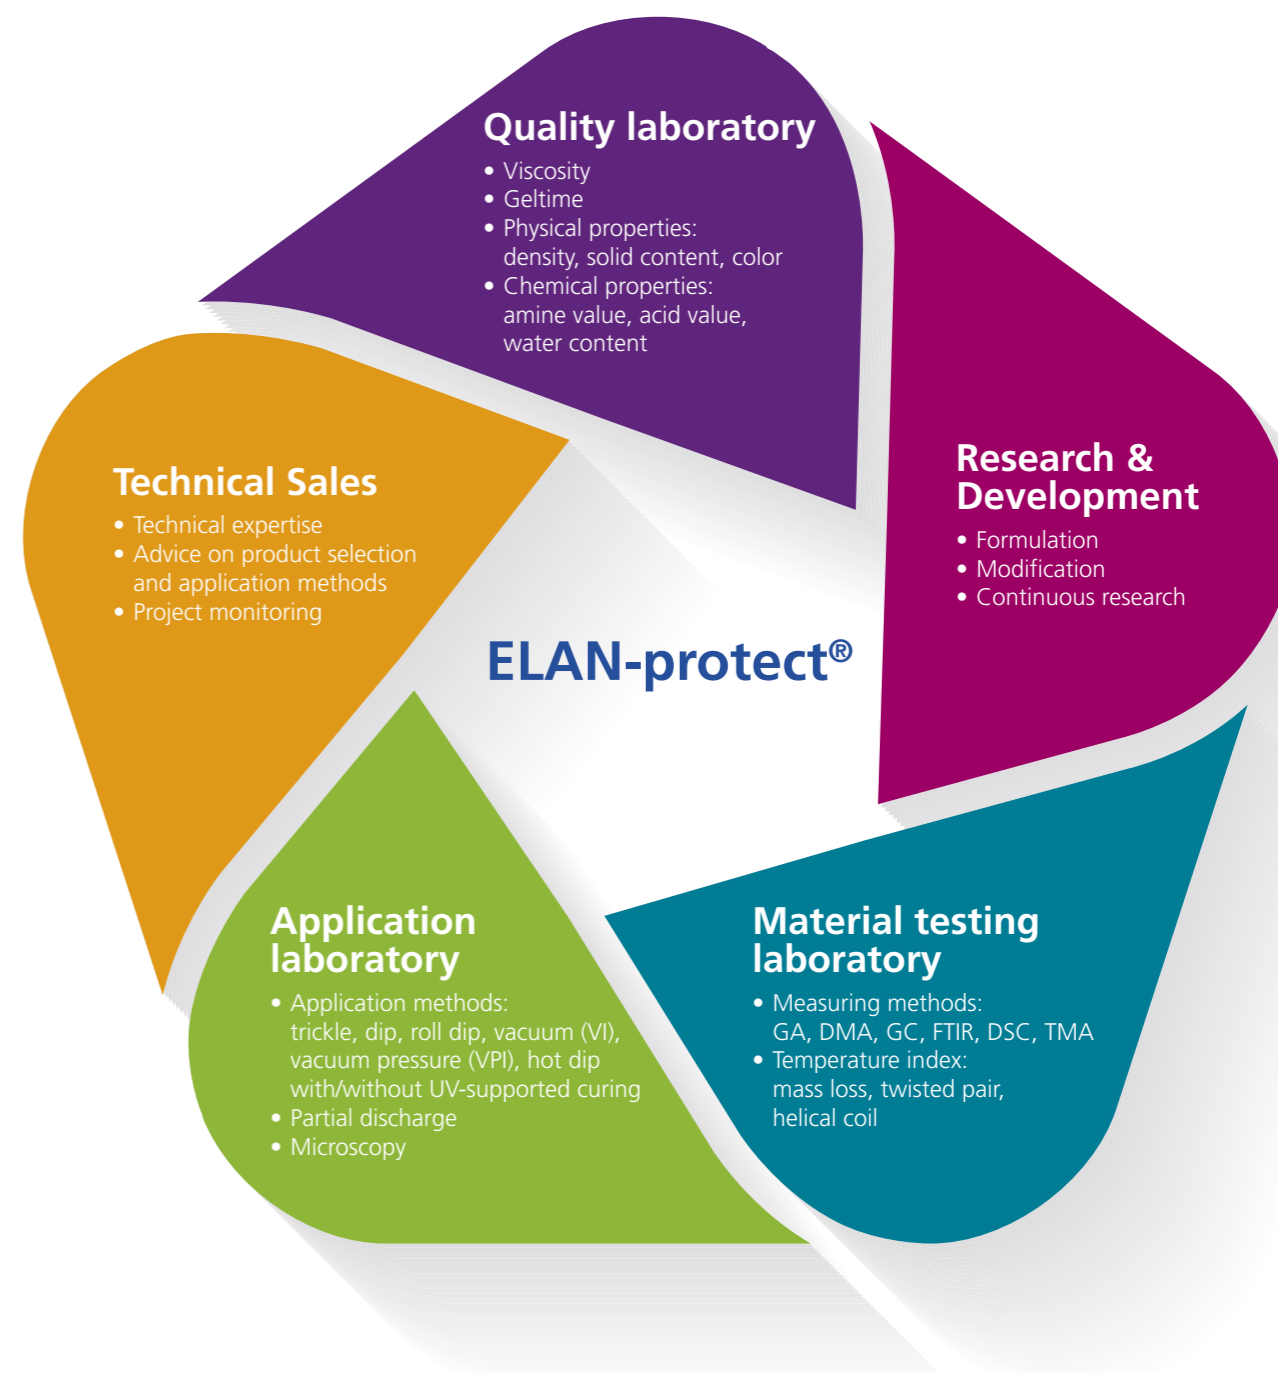 Quality laboratory
• Viscosity
• Geltime
• Physical properties:
density, solid content, color
• Chemical properties:
amine value, acid value,
water content
Research &
Development
• Formulation
• Modification
• Continuous research
Technical Sales
• Technical expertise
• Advice on product selection
and application methods
• Project monitoring
ELAN-protect®
Application
laboratory
• Application methods:
trickle, dip, roll dip, vacuum (VI),
vacuum pressure (VPI), hot dip
with/without UV-supported curing
• Partial discharge
• Microscopy
Material testing
laboratory
• Measuring methods:
GA, DMA, GC, FTIR, DSC, TMA
• Temperature index:
mass loss, twisted pair,
helical coil